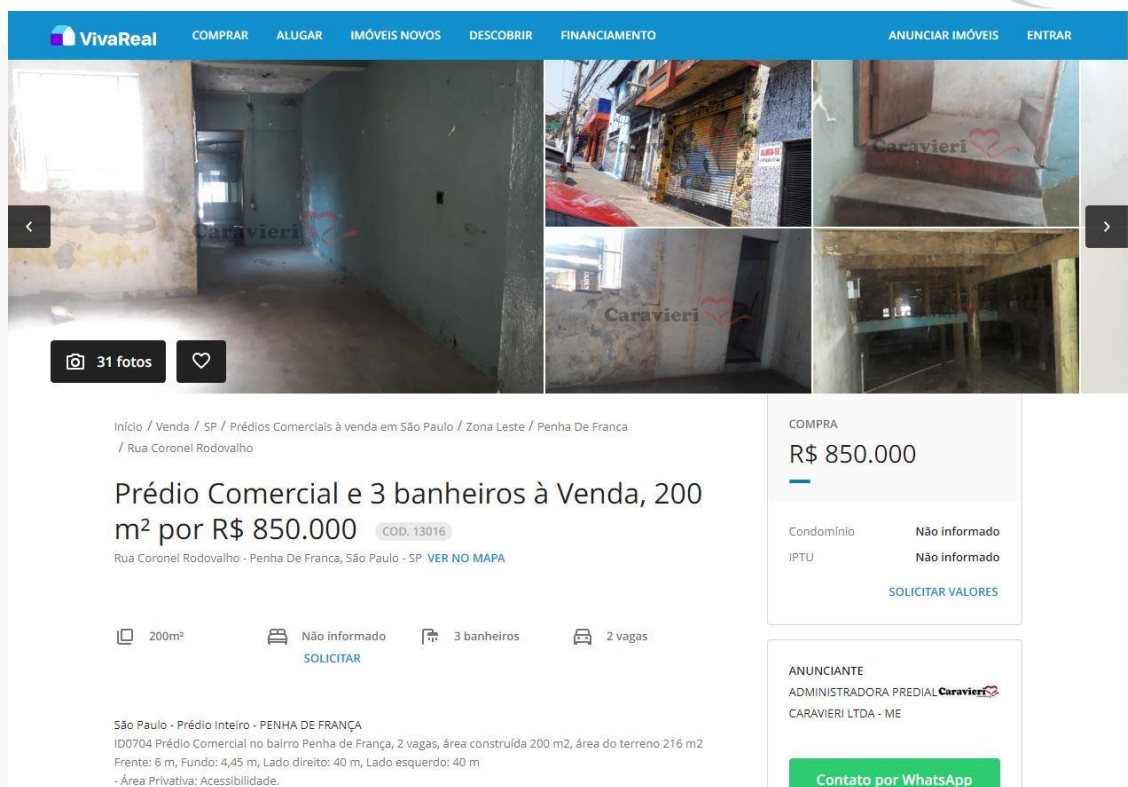 VivaReal
COMPRAR ALUGAR IMÓVEIS NOVOS DESCOBRIR FINANCIAMENTO ANUNCIAR IMÓVEIS ENTRAR
Caravieri
Caravieri
Caravieri
Caravieri
Caravieri
31 fotos
Início / Venda / SP / Prédios Comerciais à venda em São Paulo / Zona Leste / Penha De Franca
/ Rua Coronel Rodovalho
Prédio Comercial e 3 banheiros à Venda, 200
m² por R$ 850.000 COD. 13016
Rua Coronel Rodovalho - Penha De Franca, São Paulo - SP VER NO MAPA
200m² Não informado 3 banheiros 2 vagas
SOLICITAR
São Paulo - Prédio Inteiro - PENHA DE FRANÇA
ID0704 Prédio Comercial no bairro Penha de França, 2 vagas, área construída 200 m2, área do terreno 216 m2
Frente: 6 m, Fundo: 4,45 m, Lado direito: 40 m, Lado esquerdo: 40 m
- Área Privativa: Acessibilidade.
COMPRA
R$ 850.000
Condomínio Não informado
IPTU Não informado
SOLICITAR VALORES
ANUNCIANTE
ADMINISTRADORA PREDIAL Caravieri
CARAVIERI LTDA - ME
Contato por WhatsApp